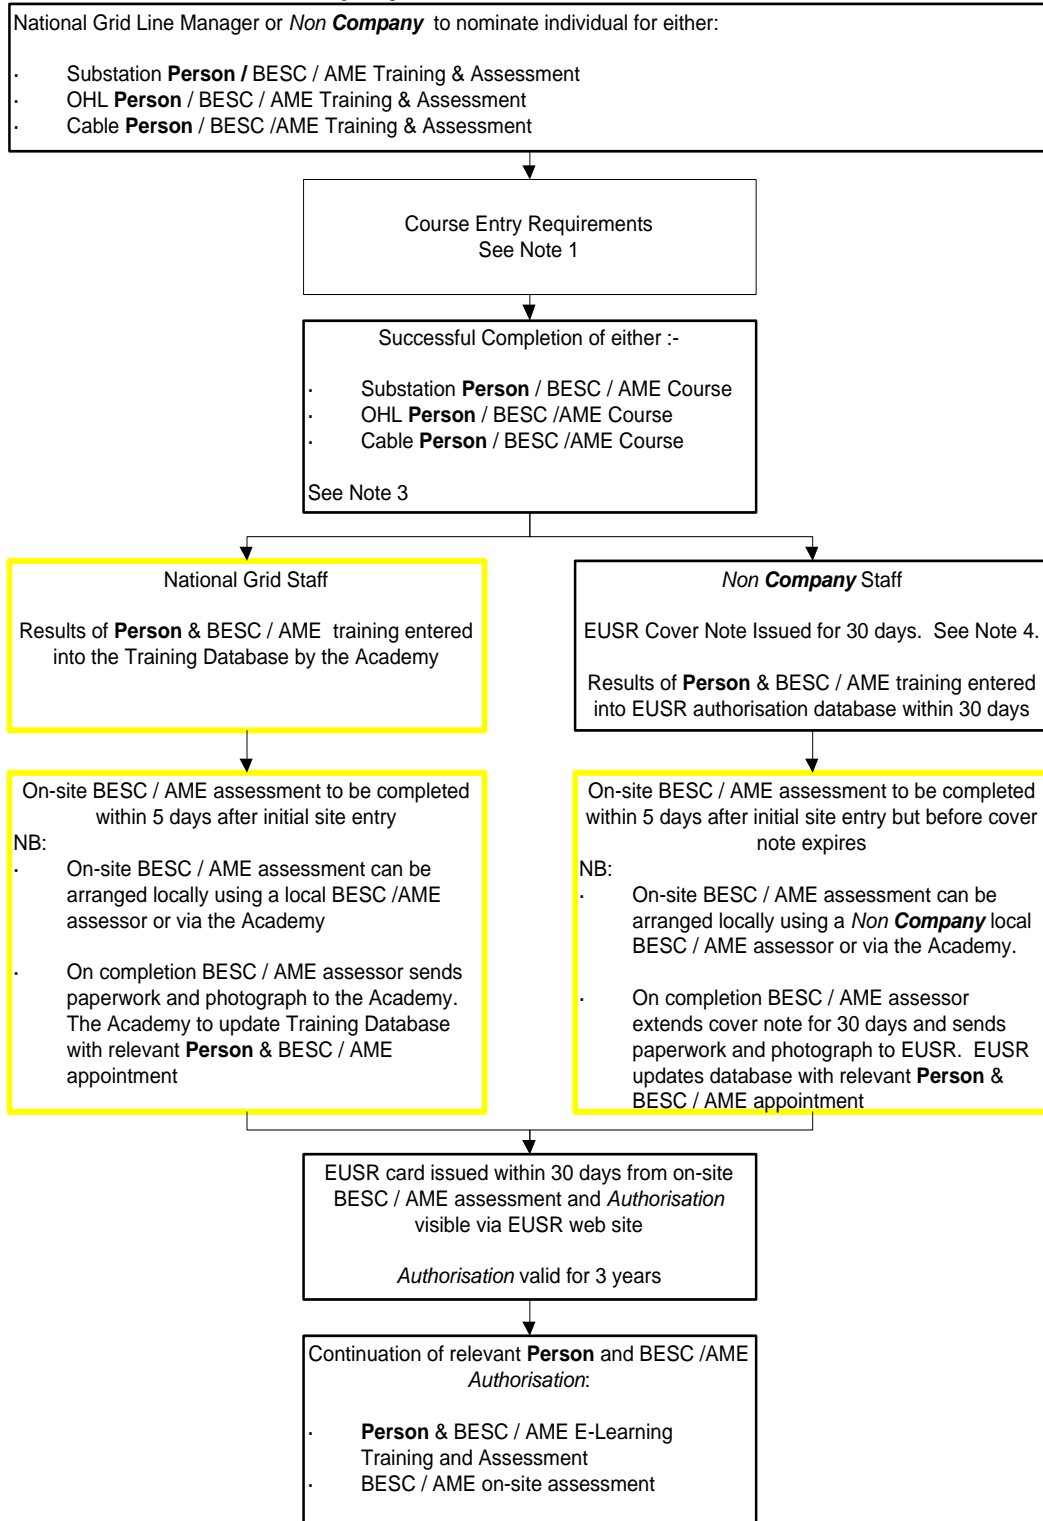 National Grid Line Manager or Non Company to nominate individual for either:
· Substation Person / BESC / AME Training & Assessment
· OHL Person / BESC / AME Training & Assessment
· Cable Person / BESC /AME Training & Assessment
Course Entry Requirements
See Note 1
Successful Completion of either :-
· Substation Person / BESC / AME Course
· OHL Person / BESC /AME Course
· Cable Person / BESC /AME Course
See Note 3
National Grid Staff
Results of Person & BESC / AME training entered
into the Training Database by the Academy
Non Company Staff
EUSR Cover Note Issued for 30 days. See Note 4.
Results of Person & BESC / AME training entered
into EUSR authorisation database within 30 days
On-site BESC / AME assessment to be completed
within 5 days after initial site entry
NB:
· On-site BESC / AME assessment can be
arranged locally using a local BESC /AME
assessor or via the Academy
· On completion BESC / AME assessor sends
paperwork and photograph to the Academy.
The Academy to update Training Database
with relevant Person & BESC / AME
appointment
On-site BESC / AME assessment to be completed
within 5 days after initial site entry but before cover
note expires
NB:
· On-site BESC / AME assessment can be
arranged locally using a Non Company local
BESC / AME assessor or via the Academy.
· On completion BESC / AME assessor
extends cover note for 30 days and sends
paperwork and photograph to EUSR. EUSR
updates database with relevant Person &
BESC / AME appointment
EUSR card issued within 30 days from on-site
BESC / AME assessment and Authorisation
visible via EUSR web site
Authorisation valid for 3 years
Continuation of relevant Person and BESC /AME
Authorisation:
· Person & BESC / AME E-Learning
Training and Assessment
· BESC / AME on-site assessment